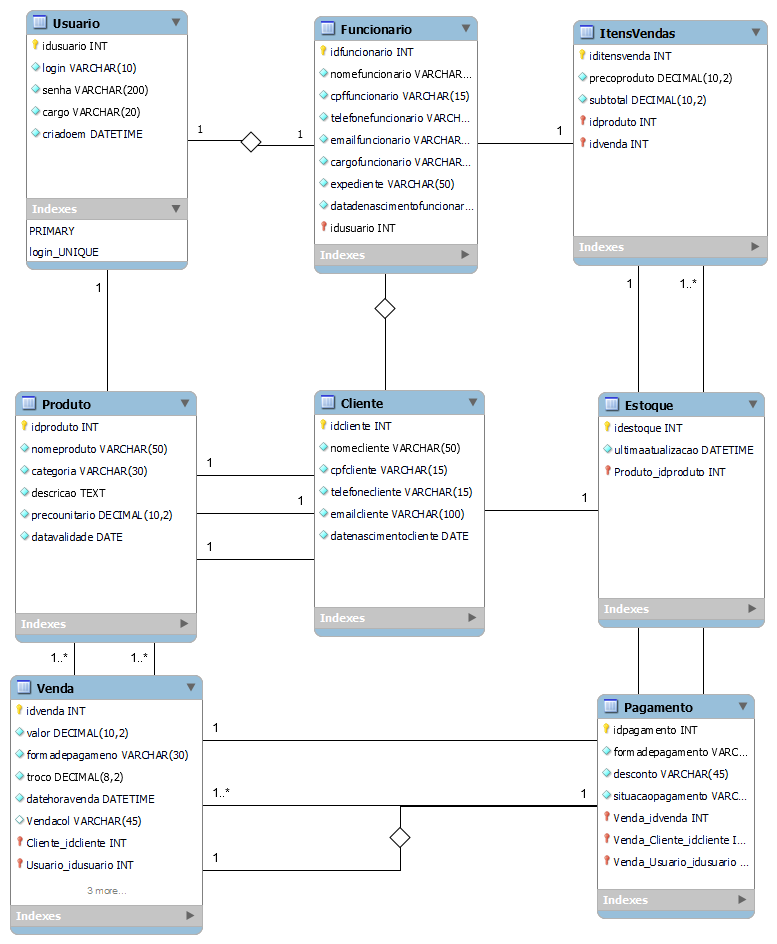 Usuario
idusuario INT
login VARCHAR(10)
senha VARCHAR(200)
cargo VARCHAR(20)
criadoem DATETIME
Indexes
PRIMARY
login_UNIQUE
1
1
Funcionario
idfuncionario INT
nomefuncionario VARCHAR...
cpffuncionario VARCHAR(15)
telefonefuncionario VARCH...
emailfuncionario VARCHAR...
cargofuncionario VARCHAR...
expediente VARCHAR(50)
datadenascimentofuncionar...
idusuario INT
Indexes
1
ItensVendas
iditensvenda INT
precoproduto DECIMAL(10,2)
subtotal DECIMAL(10,2)
idproduto INT
idvenda INT
Indexes
1
1
1..*
Produto
idproduto INT
nomeproduto VARCHAR(50)
categoria VARCHAR(30)
descricao TEXT
precounitario DECIMAL(10,2)
datavalidade DATE
Indexes
1
1
1
Cliente
idcliente INT
nomecliente VARCHAR(50)
cpfcliente VARCHAR(15)
telefonecliente VARCHAR(15)
emailcliente VARCHAR(100)
datenascimentocliente DATE
Indexes
1
Estoque
idestoque INT
ultimaatualizacao DATETIME
Produto_idproduto INT
Indexes
1..*
1..*
Venda
idvenda INT
valor DECIMAL(10,2)
formadepagameno VARCHAR(30)
troco DECIMAL(8,2)
datehoravenda DATETIME
Vendacol VARCHAR(45)
Cliente_idcliente INT
Usuario_idusuario INT
3 more...
Indexes
1
1..*
1
1
Pagamento
idpagamento INT
formadepagamento VARC...
desconto VARCHAR(45)
situacaopagamento VARC...
Venda_idvenda INT
Venda_Cliente_idcliente I...
Venda_Usuario_idusuario ...
Indexes